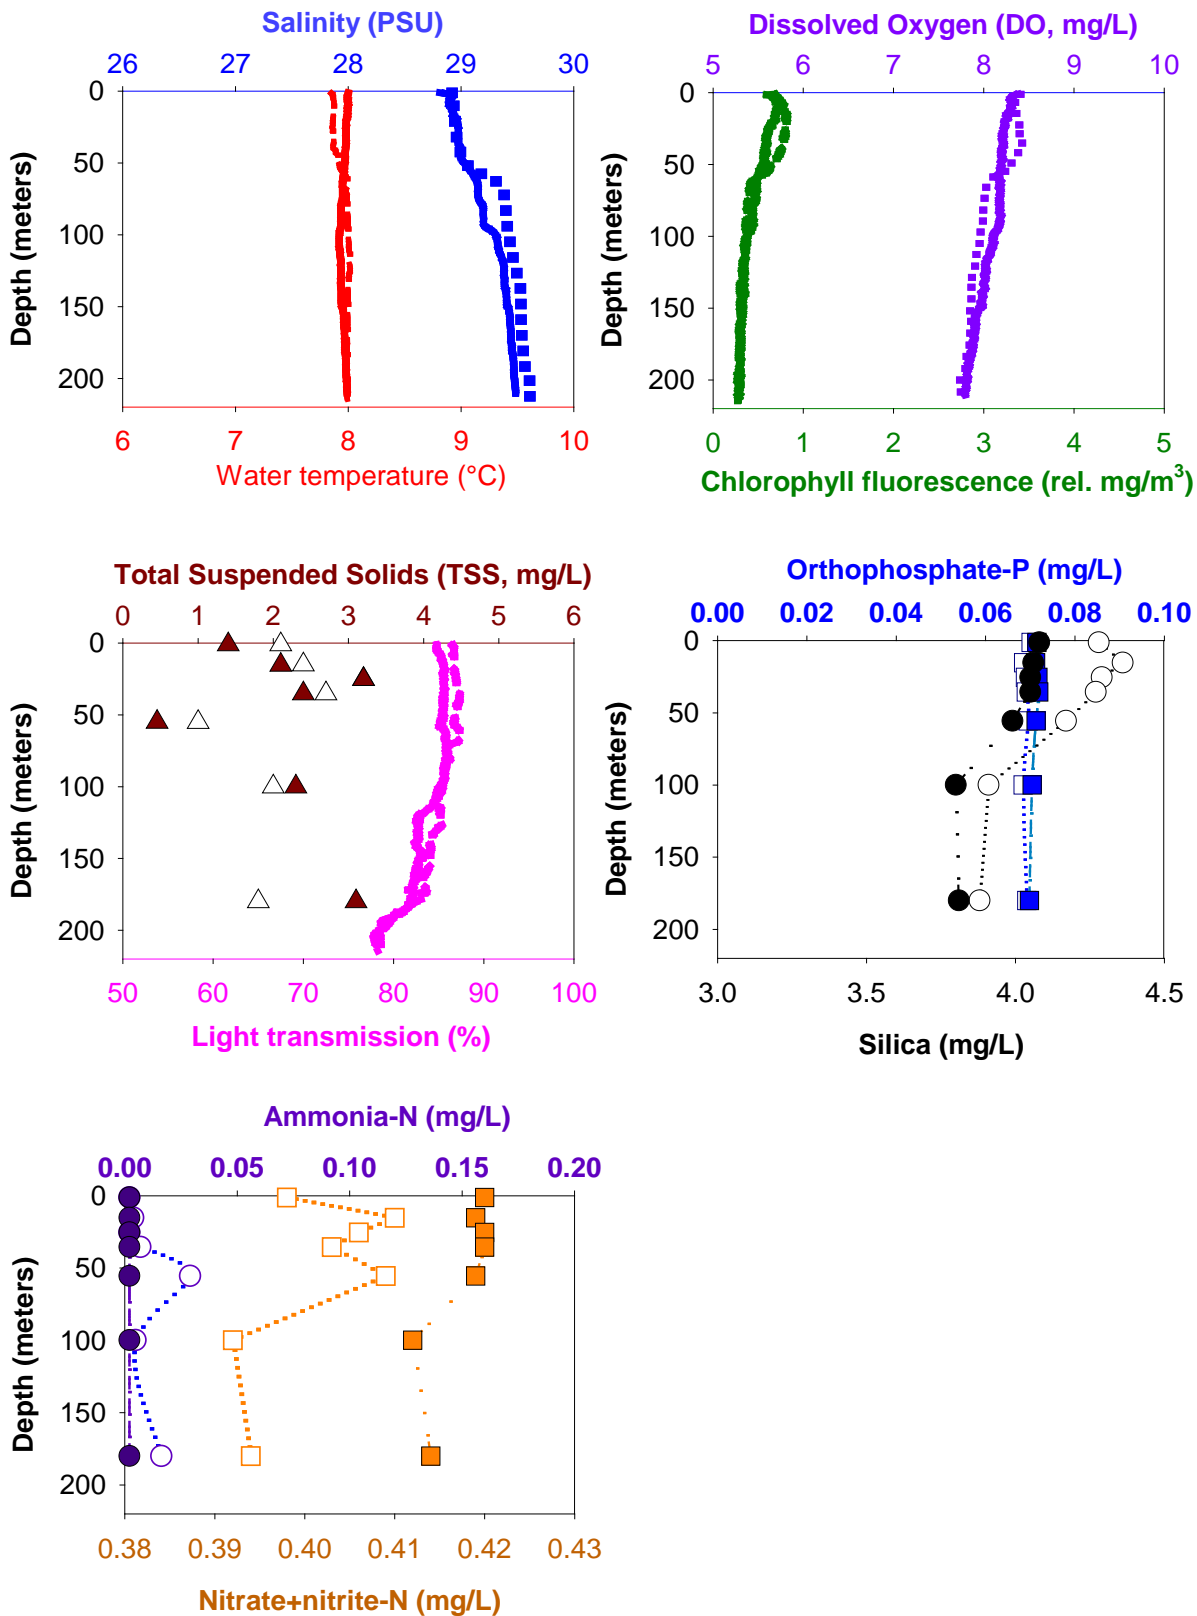 Salinity (PSU)
26 27 28 29 30
0
50
100
150
200
Depth (meters)
6 7 8 9 10
Water temperature (°C)
Dissolved Oxygen (DO, mg/L)
5 6 7 8 9 10
0
50
100
150
200
Depth (meters)
0 1 2 3 4 5
Chlorophyll fluorescence (rel. mg/m³)
Total Suspended Solids (TSS, mg/L)
0 1 2 3 4 5 6
0
50
100
150
200
Depth (meters)
50 60 70 80 90 100
Light transmission (%)
Orthophosphate-P (mg/L)
0.00 0.02 0.04 0.06 0.08 0.10
0
50
100
150
200
Depth (meters)
3.0 3.5 4.0 4.5
Silica (mg/L)
Ammonia-N (mg/L)
0.00 0.05 0.10 0.15 0.20
0
50
100
150
200
Depth (meters)
0.38 0.39 0.40 0.41 0.42 0.43
Nitrate+nitrite-N (mg/L)